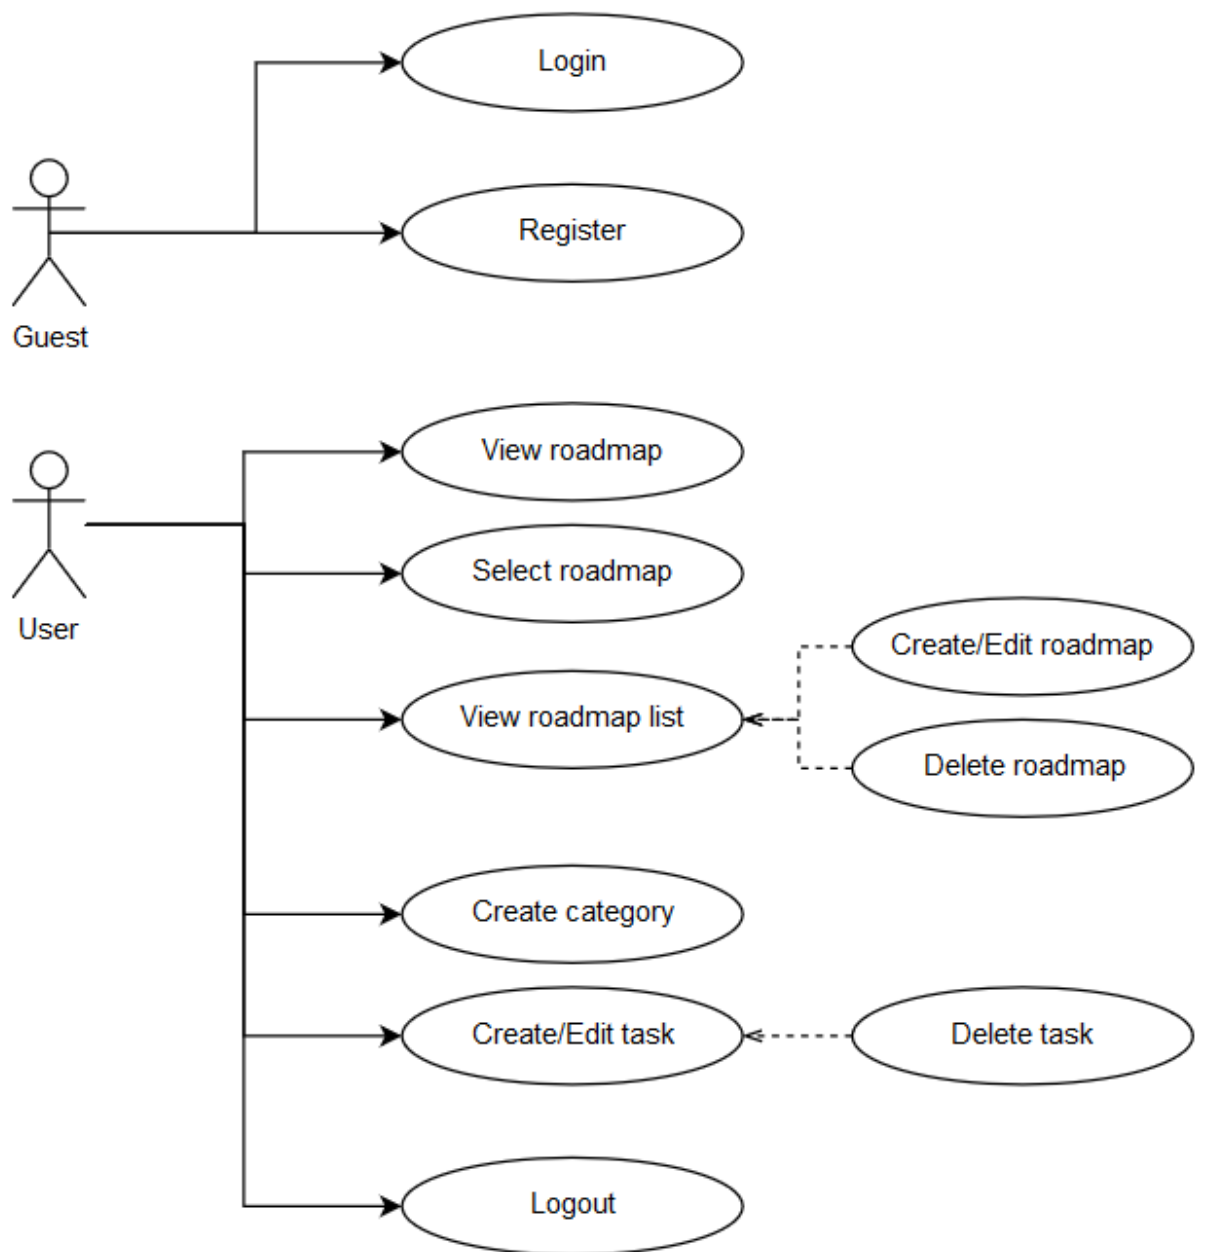 Login
Register
Guest
View roadmap
Select roadmap
User
Create/Edit roadmap
View roadmap list
Delete roadmap
Create category
Create/Edit task
Delete task
Logout